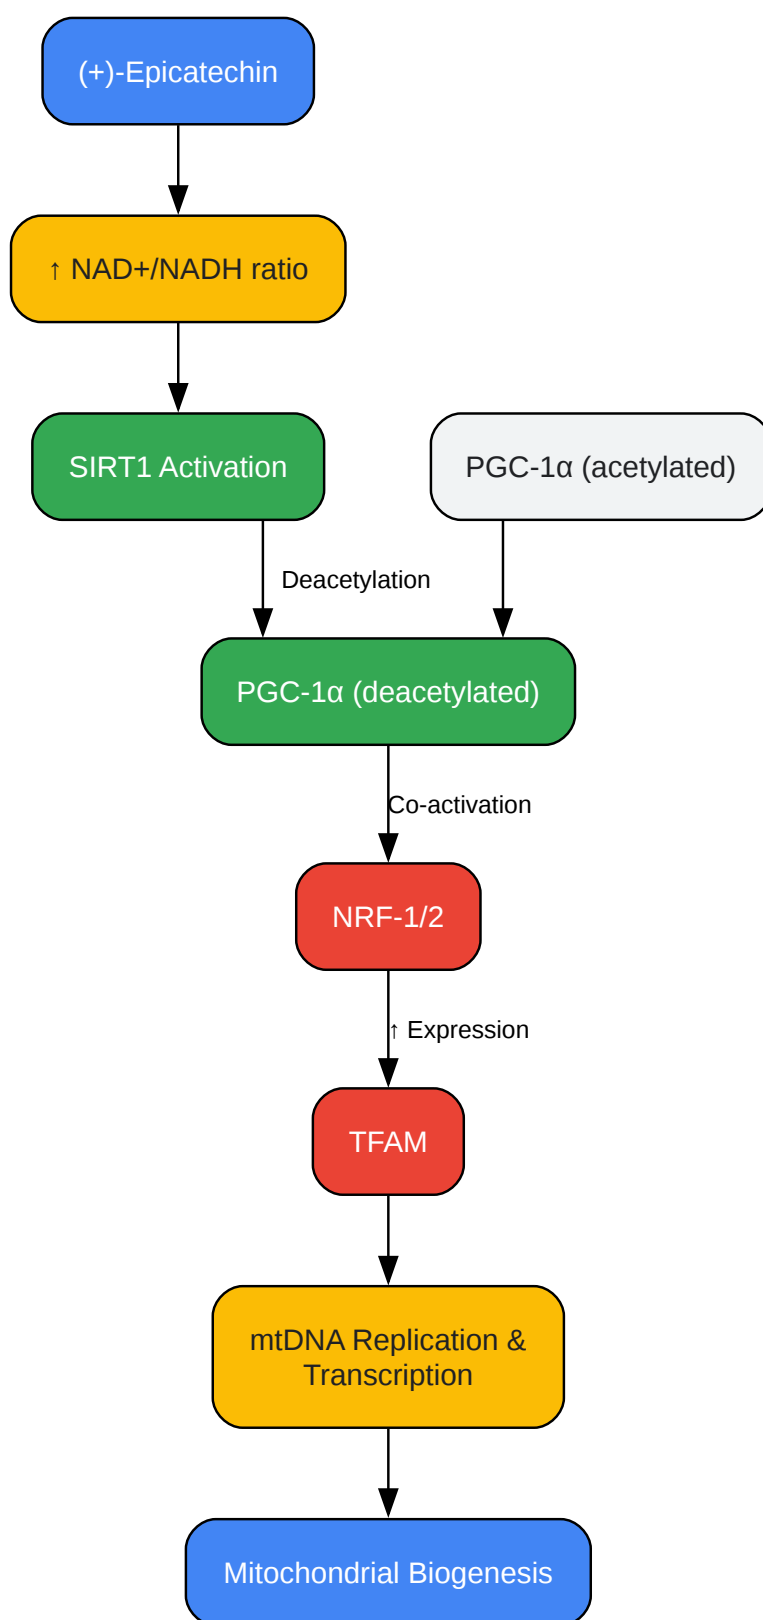 (+)-Epicatechin
↑ NAD+/NADH ratio
SIRT1 Activation
PGC-1α (acetylated)
Deacetylation
PGC-1α (deacetylated)
Co-activation
NRF-1/2
↑ Expression
TFAM
mtDNA Replication &
Transcription
Mitochondrial Biogenesis